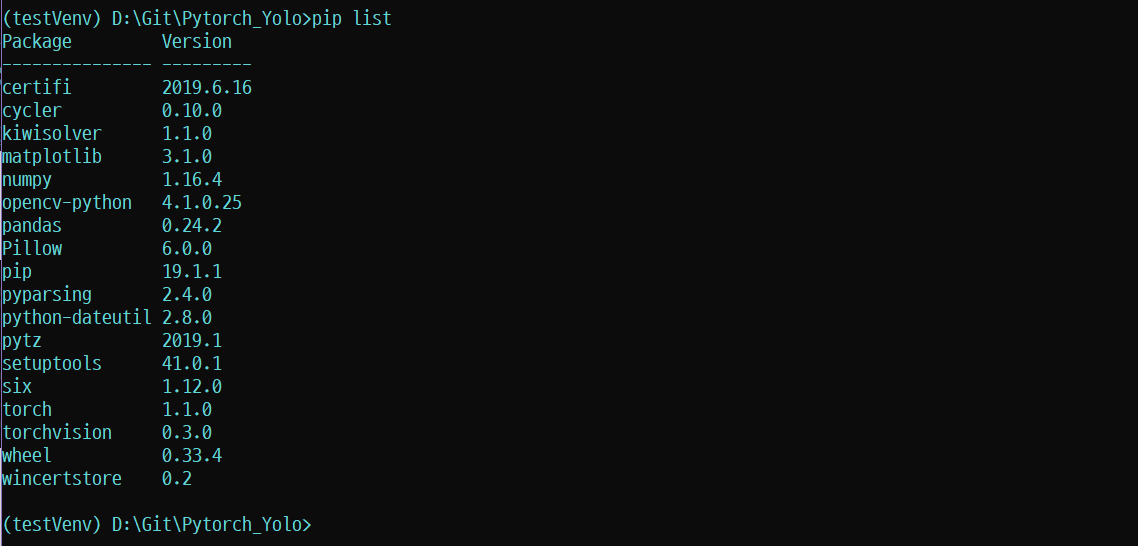 (testVenv) D:\Git\Pytorch_Yolo>pip list
Package         Version
--------------- ---------
certifi         2019.6.16
cycler          0.10.0
kiwisolver      1.1.0
matplotlib      3.1.0
numpy           1.16.4
opencv-python   4.1.0.25
pandas          0.24.2
Pillow          6.0.0
pip             19.1.1
pyparsing       2.4.0
python-dateutil 2.8.0
pytz            2019.1
setuptools      41.0.1
six             1.12.0
torch           1.1.0
torchvision     0.3.0
wheel           0.33.4
wincertstore    0.2
(testVenv) D:\Git\Pytorch_Yolo>